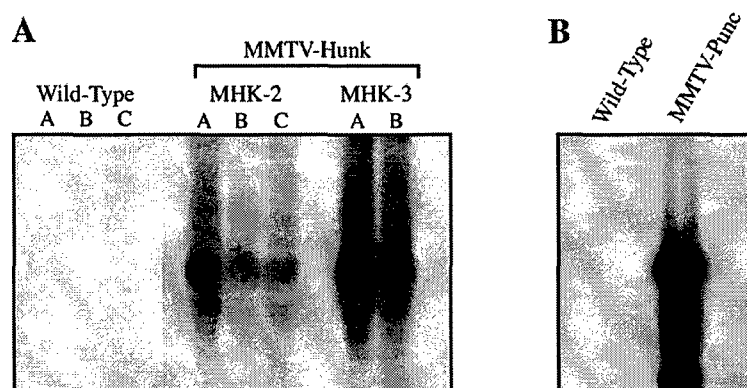 A
MMTV-Hunk
Wild-Type MHK-2 MHK-3
A B C A B C A B
B
Wild-Type
MMTV-Punc